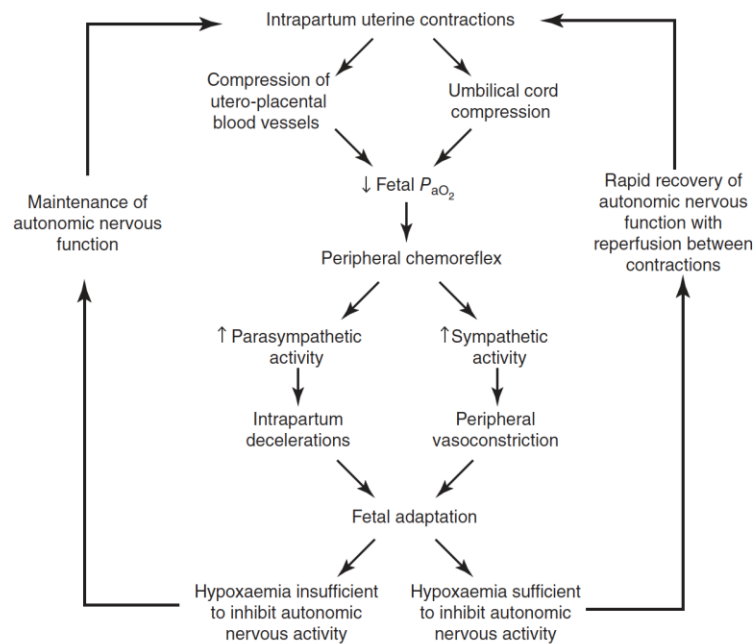 Intrapartum uterine contractions
Compression of
utero-placental
blood vessels
Umbilical cord
compression
↓ Fetal PaO2
Maintenance of
autonomic nervous
function
Rapid recovery of
autonomic nervous
function with
reperfusion between
contractions
Peripheral chemoreflex
↑ Parasympathetic
activity
↑ Sympathetic
activity
Intrapartum
decelerations
Peripheral
vasoconstriction
Fetal adaptation
Hypoxaemia insufficient
to inhibit autonomic
nervous activity
Hypoxaemia sufficient
to inhibit autonomic
nervous activity